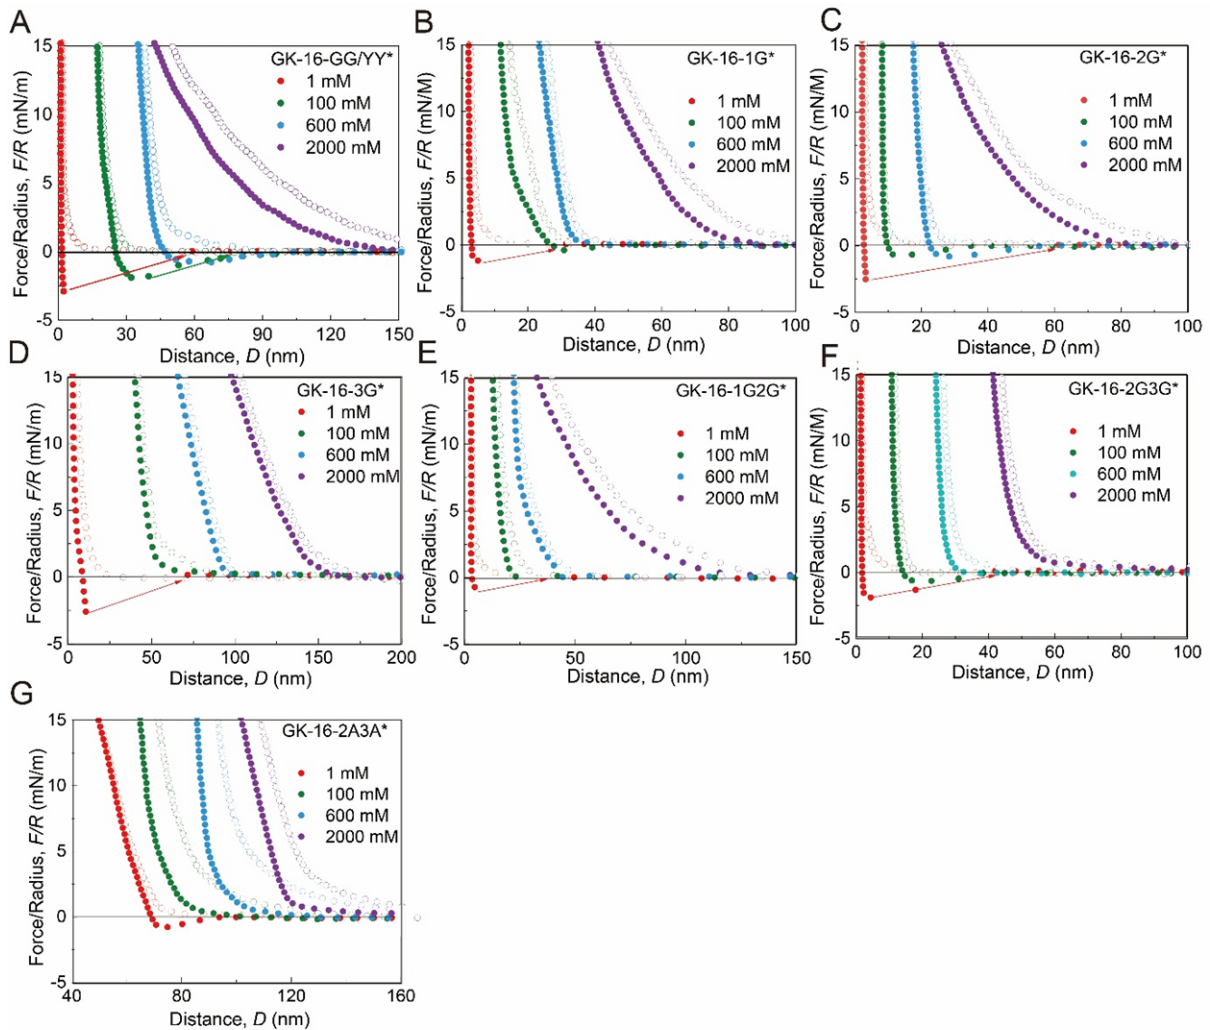 A
Force/Radius, F/R (mN/m)
15
10
5
0
-5
0
30
60
90
120
150
Distance, D (nm)
GK-16-GG/YY*
1 mM
100 mM
600 mM
2000 mM
B
Force/Radius, F/R (mN/M)
15
10
5
0
-5
0
20
40
60
80
100
Distance, D (nm)
GK-16-1G*
1 mM
100 mM
600 mM
2000 mM
C
Force/Radius, F/R (mN/M)
15
10
5
0
-5
0
20
40
60
80
100
Distance, D (nm)
GK-16-2G*
1 mM
100 mM
600 mM
2000 mM
D
Force/Radius, F/R (mN/m)
15
10
5
0
-5
0
50
100
150
200
Distance, D (nm)
GK-16-3G*
1 mM
100 mM
600 mM
2000 mM
E
Force/Radius, F/R (mN/m)
15
10
5
0
-5
0
50
100
150
Distance, D (nm)
GK-16-1G2G*
1 mM
100 mM
600 mM
2000 mM
F
Force/Radius, F/R (mN/M)
15
10
5
0
-5
0
20
40
60
80
100
Distance, D (nm)
GK-16-2G3G*
1 mM
100 mM
600 mM
2000 mM
G
Force/Radius, F/R (mN/m)
15
10
5
0
-5
40
80
120
160
Distance, D (nm)
GK-16-2A3A*
1 mM
100 mM
600 mM
2000 mM